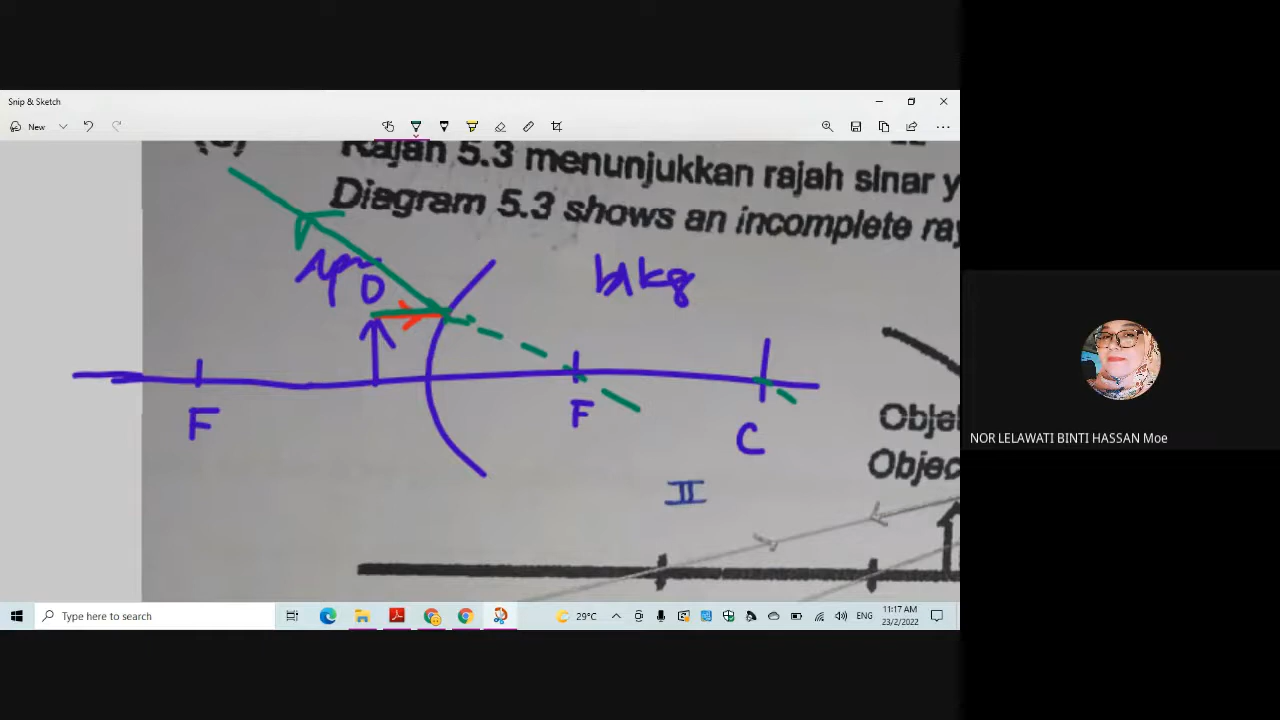 Snip & Sketch
New
Rajah 5.3 menunjukkan rajah sinar y
Diagram 5.3 shows an incomplete ray
O
F
F
C
II
Objek
Objec
NOR LELAWATI BINTI HASSAN Moe
Type here to search
29°C
ENG
11:17 AM
23/2/2022